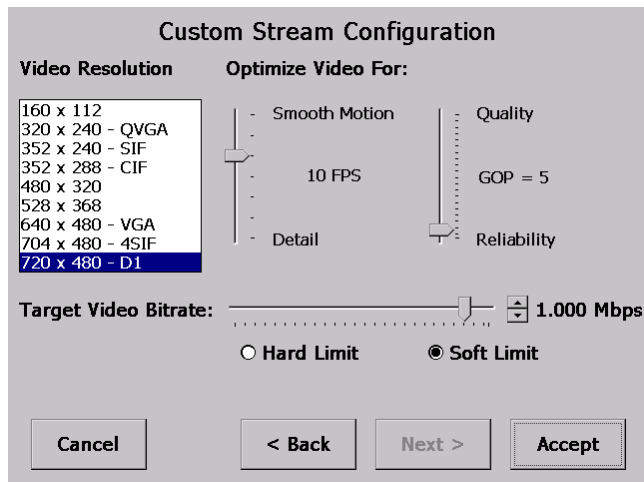 Custom Stream Configuration
Video Resolution
Optimize Video For:
160 x 112
320 x 240 - QVGA
352 x 240 - SIF
352 x 288 - CIF
480 x 320
528 x 368
640 x 480 - VGA
704 x 480 - 4SIF
720 x 480 - D1
Smooth Motion
10 FPS
Detail
Quality
GOP = 5
Reliability
Target Video Bitrate:
1.000 Mbps
Hard Limit
Soft Limit
Cancel
< Back
Next >
Accept